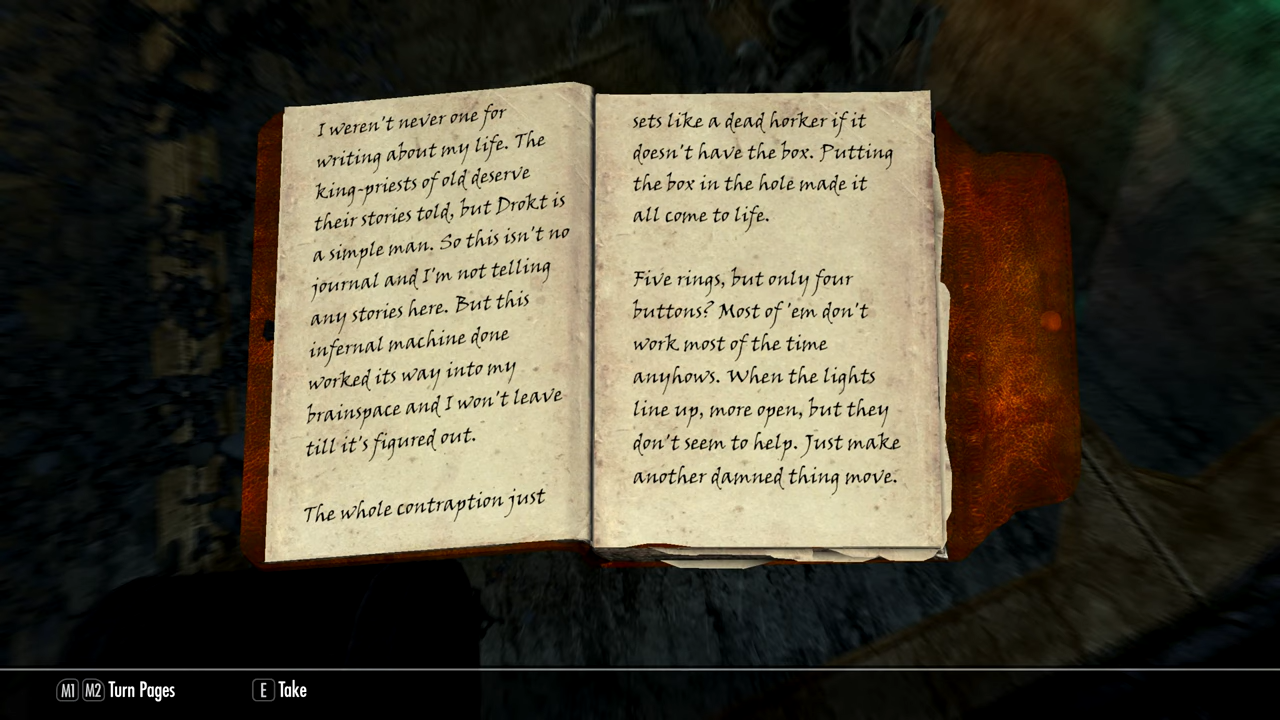 I weren't never one for
writing about my life. The
king-priests of old deserve
their stories told, but Drokt is
a simple man. So this isn't no
journal and I'm not telling
any stories here. But this
infernal machine done
worked its way into my
brainspace and I won't leave
till it's figured out.
The whole contraption just
sets like a dead horker if it
doesn't have the box. Putting
the box in the hole made it
all come to life.
Five rings, but only four
buttons? Most of 'em don't
work most of the time
anyhows. When the lights
line up, more open, but they
don't seem to help. Just make
another damned thing move.
M1 M2 Turn Pages
E Take